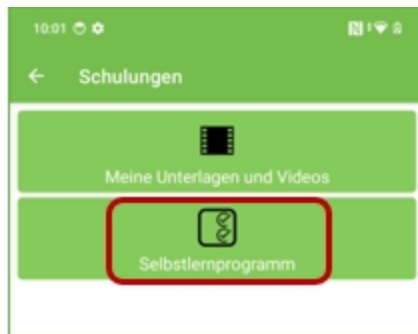 10:01
Schulungen
Meine Unterlagen und Videos
Selbstlernprogramm